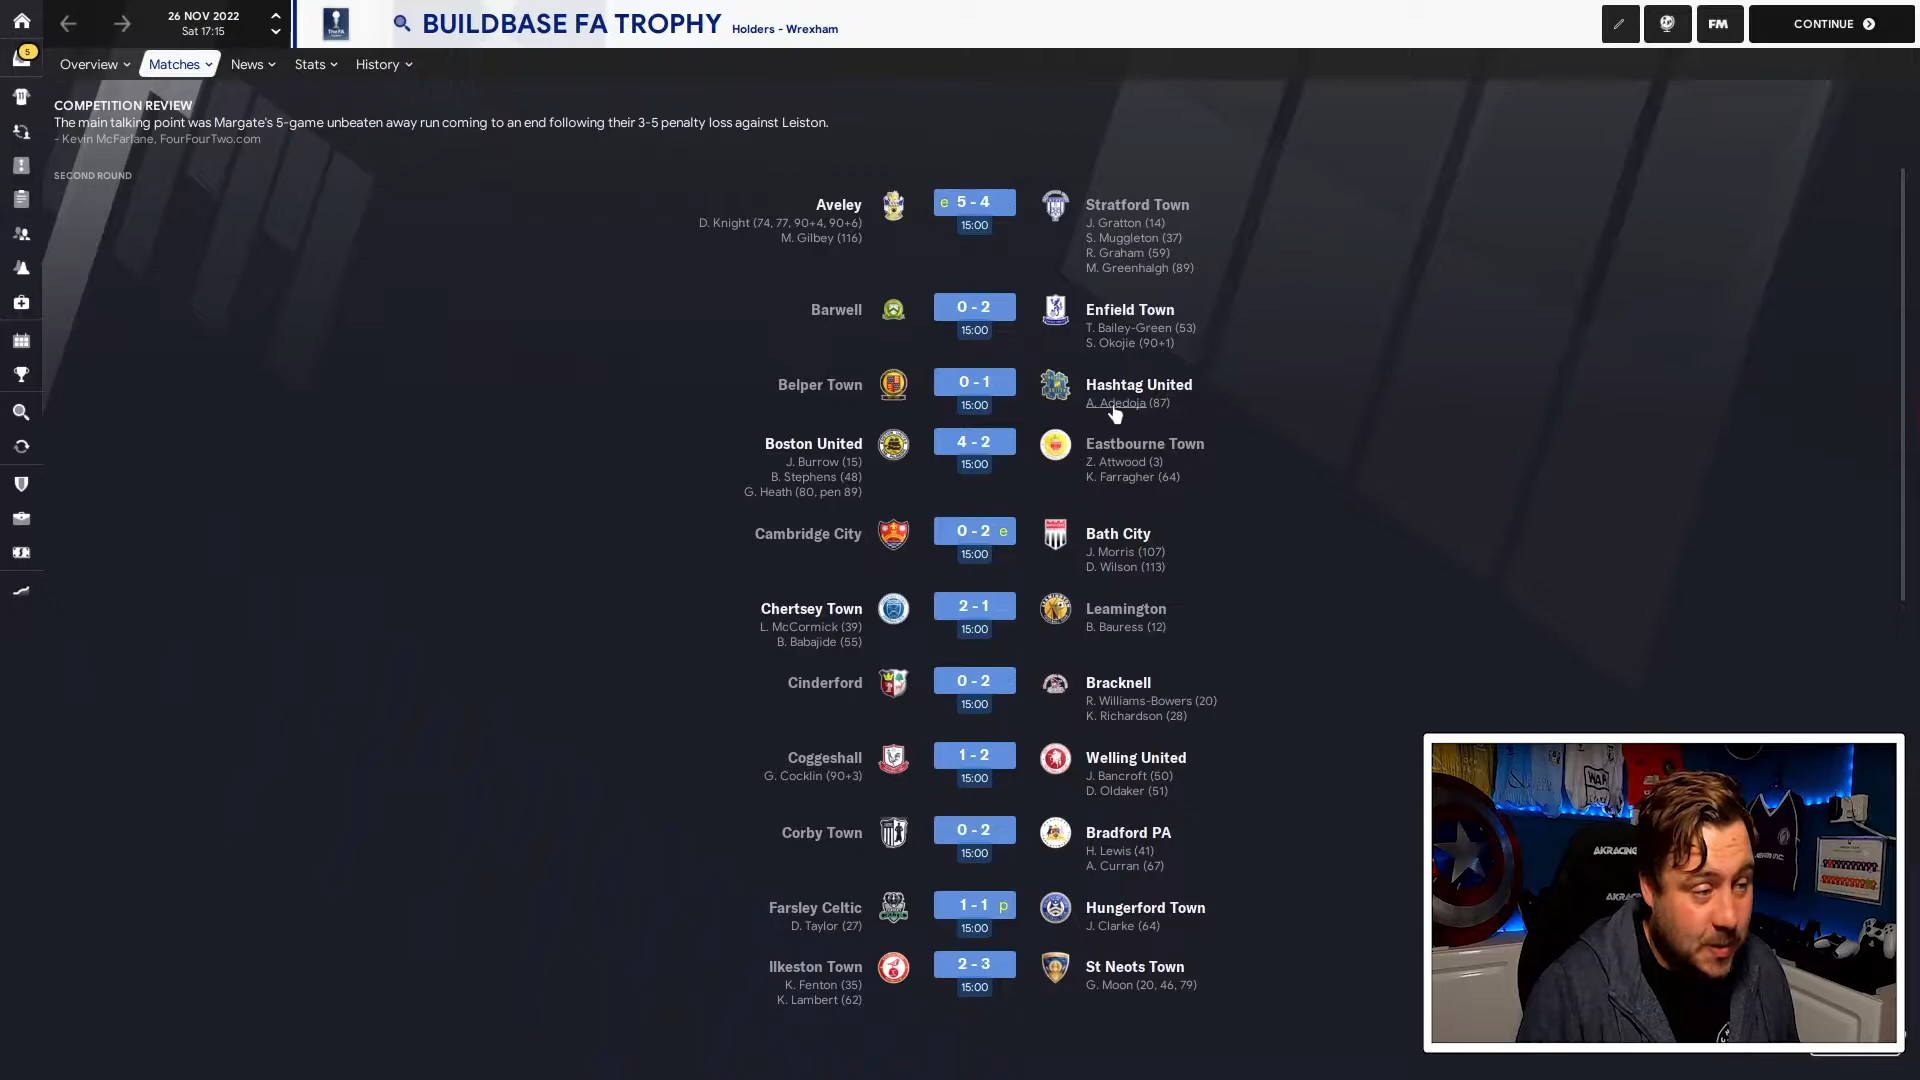 26 NOV 2022
Sat 17:15
BUILDBASE FA TROPHY Holders - Wrexham
FM
CONTINUE
5
Overview
Matches
News
Stats
History
COMPETITION REVIEW
The main talking point was Margate's 5-game unbeaten away run coming to an end following their 3-5 penalty loss against Leiston.
- Kevin McFarlane, FourFourTwo.com
SECOND ROUND
Aveley e 5 - 4 Stratford Town
D. Knight (74, 77, 90+4, 90+6) 15:00 J. Gratton (14)
M. Gilbey (116) S. Muggleton (37)
R. Graham (59)
M. Greenhalgh (89)
Barwell 0 - 2 Enfield Town
15:00 T. Bailey-Green (53)
S. Okojie (90+1)
Belper Town 0 - 1 Hashtag United
15:00 A. Adedoja (87)
Boston United 4 - 2 Eastbourne Town
J. Burrow (15) 15:00 Z. Attwood (3)
B. Stephens (48) K. Farragher (64)
G. Heath (80, pen 89)
Cambridge City 0 - 2 e Bath City
15:00 J. Morris (107)
D. Wilson (113)
Chertsey Town 2 - 1 Leamington
L. McCormick (39) 15:00 B. Bauress (12)
B. Babajide (55)
Cinderford 0 - 2 Bracknell
15:00 R. Williams-Bowers (20)
K. Richardson (28)
Coggeshall 1 - 2 Welling United
G. Cocklin (90+3) 15:00 J. Bancroft (50)
D. Oldaker (51)
Corby Town 0 - 2 Bradford PA
15:00 H. Lewis (41)
A. Curran (67)
Farsley Celtic 1 - 1 p Hungerford Town
D. Taylor (27) 15:00 J. Clarke (64)
Ilkeston Town 2 - 3 St Neots Town
K. Fenton (35) 15:00 G. Moon (20, 46, 79)
K. Lambert (62)
WAR
AKRACING
AKRAC